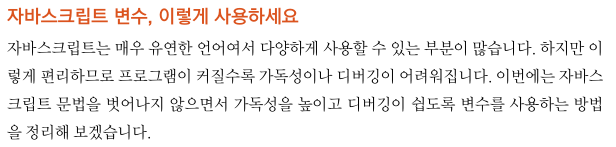 자바스크립트 변수, 이렇게 사용하세요
자바스크립트는 매우 유연한 언어여서 다양하게 사용할 수 있는 부분이 많습니다. 하지만 이
렇게 편리하므로 프로그램이 커질수록 가독성이나 디버깅이 어려워집니다. 이번에는 자바스
크립트 문법을 벗어나지 않으면서 가독성을 높이고 디버깅이 쉽도록 변수를 사용하는 방법
을 정리해 보겠습니다.